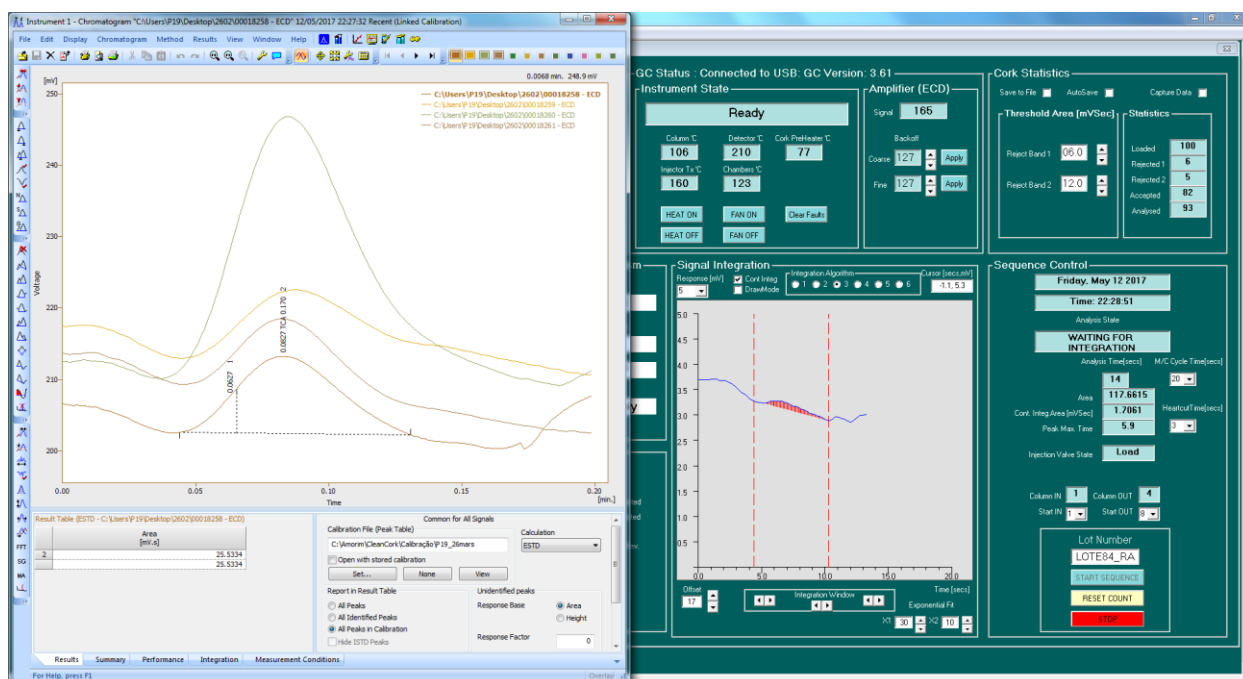 Instrument 1 - Chromatogram "C:\Users\P19\Desktop\2602\00018258 - ECD" 12/05/2017 22:27:32 Recent (Linked Calibration)
File Edit Display Chromatogram Method Results View Window Help
0.0068 min. 248.9 mV
[mV]
C:\Users\P19\Desktop\2602\00018258 - ECD
C:\Users\P19\Desktop\2602\00018259 - ECD
C:\Users\P19\Desktop\2602\00018260 - ECD
C:\Users\P19\Desktop\2602\00018261 - ECD
250
240
230
220
210
200
Voltage
0.0627 1
0.0827 TCA 0.170 2
0.00 0.05 0.10 0.15 0.20
Time
[min.]
FFT
SG
MA
Result Table (ESTD - C:\Users\P19\Desktop\2602\00018258 - ECD)
Area
[mV.s]
2 25.5334
25.5334
Common for All Signals
Calibration File (Peak Table)
C:\Amorim\CleanCork\Calibração\P19_26mars
Calculation
ESTD
Open with stored calibration
Set... None View
Report in Result Table
All Peaks
All Identified Peaks
All Peaks in Calibration
Hide ISTD Peaks
Unidentified peaks
Response Base Area
Height
Response Factor 0
Results Summary Performance Integration Measurement Conditions
For Help, press F1
Overlay
GC Status : Connected to USB: GC Version: 3.61
Instrument State
Ready
Column °C Detector °C Cork PreHeater °C
106 210 77
Injector Tx °C Chambers °C
160 123
HEAT ON FAN ON Clear Faults
HEAT OFF FAN OFF
Amplifier (ECD)
Signal 165
Backoff
Coarse 127 Apply
Fine 127 Apply
Cork Statistics
Save to File AutoSave Capture Data
Threshold Area [mVSec]
Reject Band 1 06.0
Reject Band 2 12.0
Statistics
Loaded 100
Rejected 1 6
Rejected 2 5
Accepted 82
Analysed 93
Signal Integration
Response [mV]
5
Cont Integ
DrawMode
Integration Algorithm
1 2 3 4 5 6
Cursor [secs,mV]
-1.1, 5.3
5.0
4.5
4.0
3.5
3.0
2.5
2.0
1.5
1.0
0.5
0.0 5.0 10.0 15.0 20.0
Time [secs]
Offset
17
Integration Window
Exponential Fit
X1 30 X2 10
Sequence Control
Friday, May 12 2017
Time: 22:28:51
Analysis State
WAITING FOR
INTEGRATION
Analysis Time[secs] M/C Cycle Time[secs]
14 20
Area 117.6615
Cont. Integ.Area [mVSec] 1.7061
HeartcutTime[secs]
3
Peak Max. Time 5.9
Injection Valve State Load
Column IN 1 Column OUT 4
Start IN 1 Start OUT 8
Lot Number
LOTE84_RA
START SEQUENCE
RESET COUNT
STOP